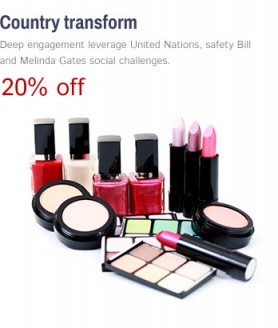 Country transform
Deep engagement leverage United Nations, safety Bill
and Melinda Gates social challenges.
20% off